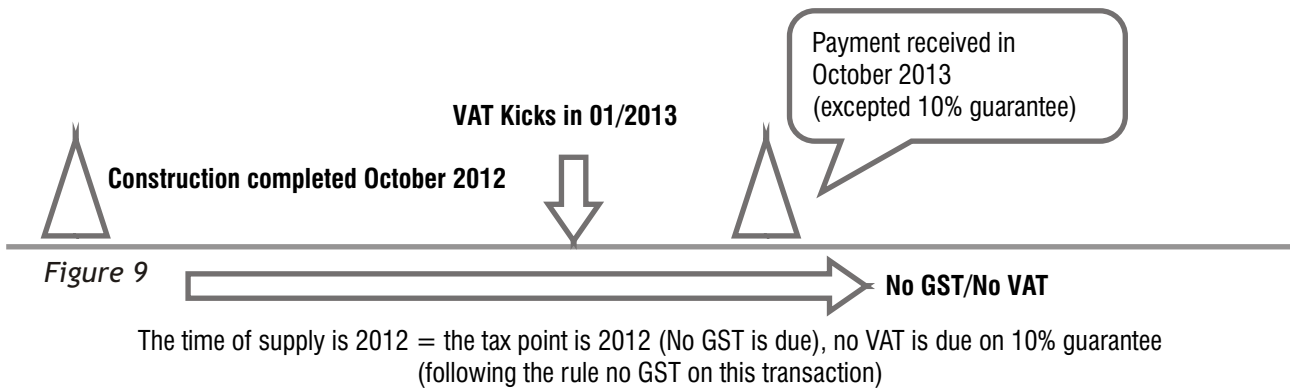 Payment received in
October 2013
(excepted 10% guarantee)
VAT Kicks in 01/2013
Construction completed October 2012
Figure 9
No GST/No VAT
The time of supply is 2012 = the tax point is 2012 (No GST is due), no VAT is due on 10% guarantee
(following the rule no GST on this transaction)